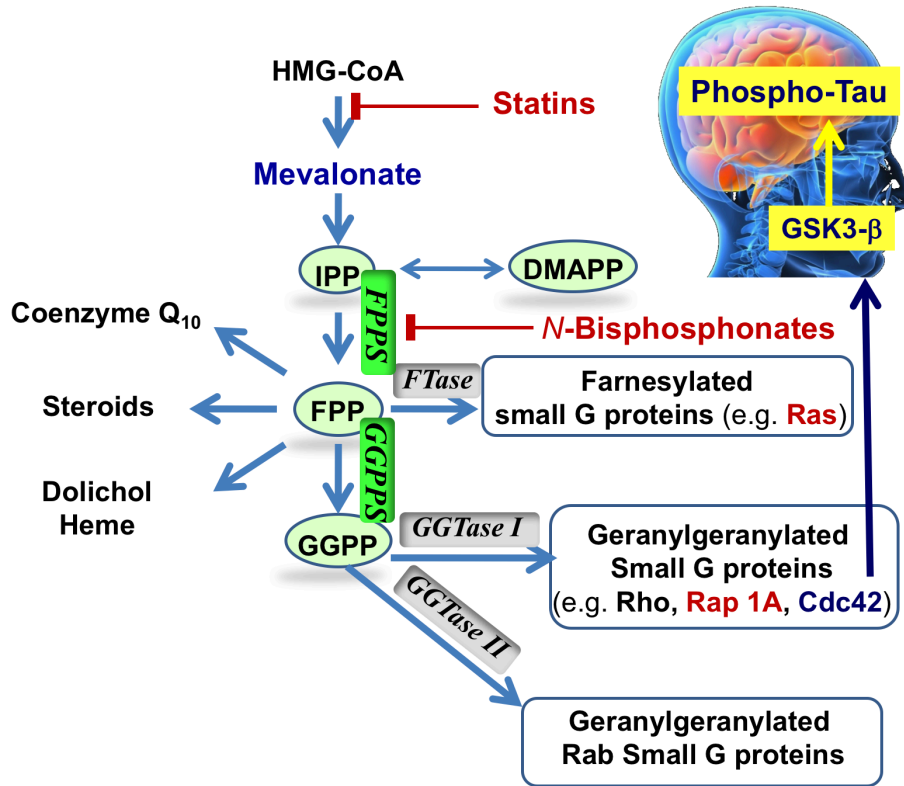 HMG-CoA
Statins
Phospho-Tau
Mevalonate
GSK3-β
IPP
DMAPP
FPPS
Coenzyme Q₁₀
N-Bisphosphonates
FTase
Farnesylated
small G proteins (e.g. Ras)
Steroids
FPP
GGPPS
Dolichol
Heme
GGPP
GGTase I
Geranylgeranylated
Small G proteins
(e.g. Rho, Rap 1A, Cdc42)
GGTase II
Geranylgeranylated
Rab Small G proteins